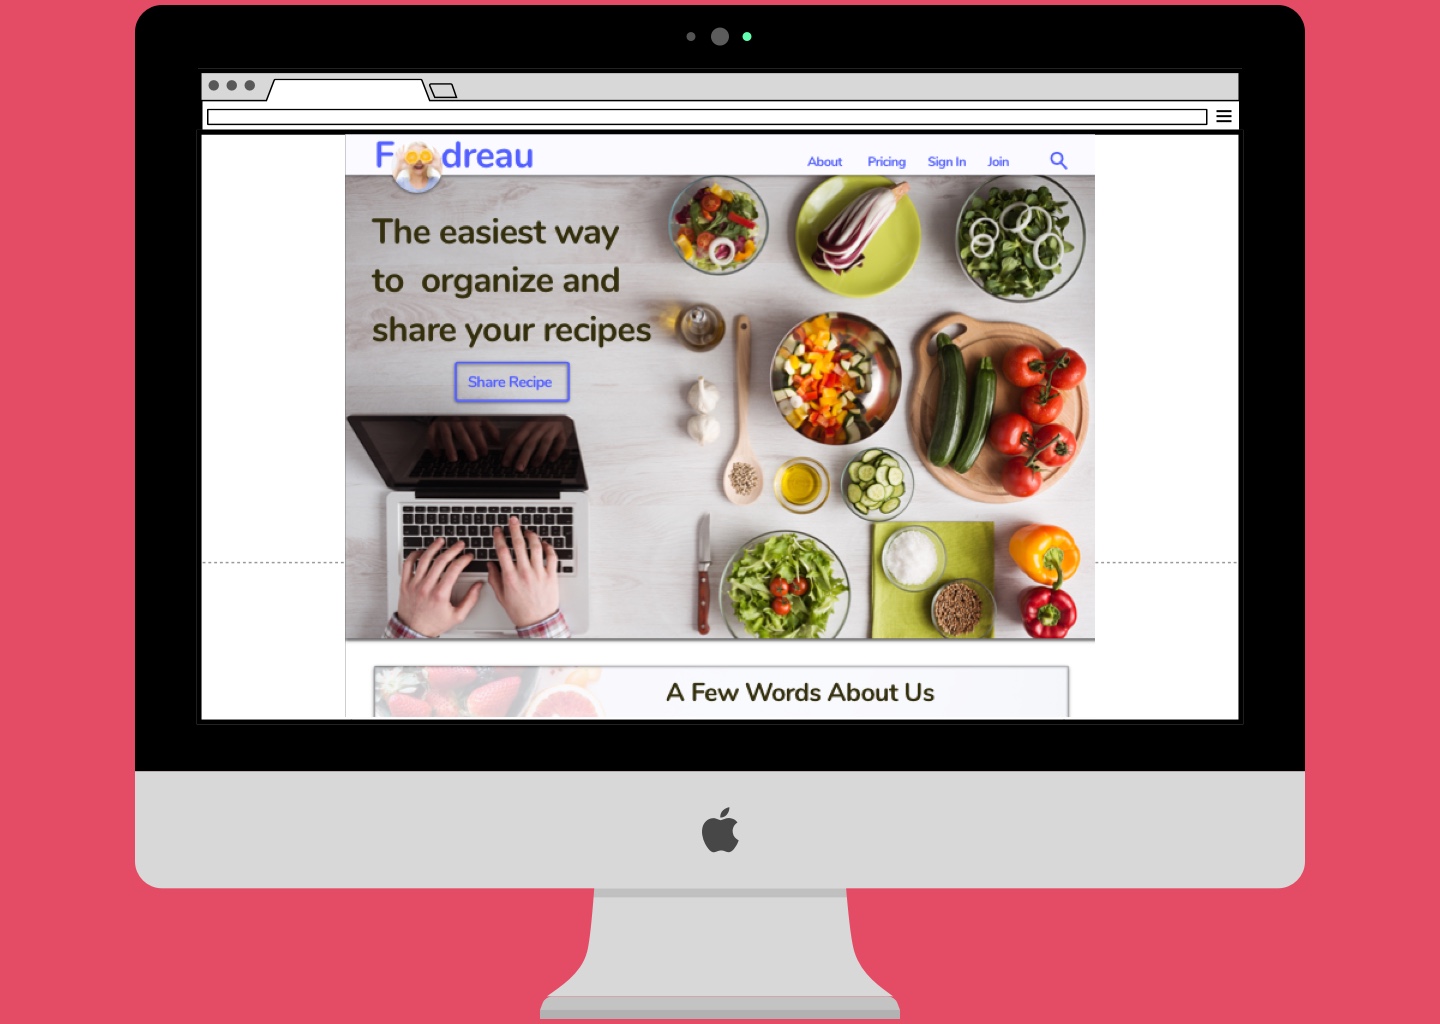 F dreau
About Pricing Sign In Join
The easiest way
to organize and
share your recipes
Share Recipe
A Few Words About Us